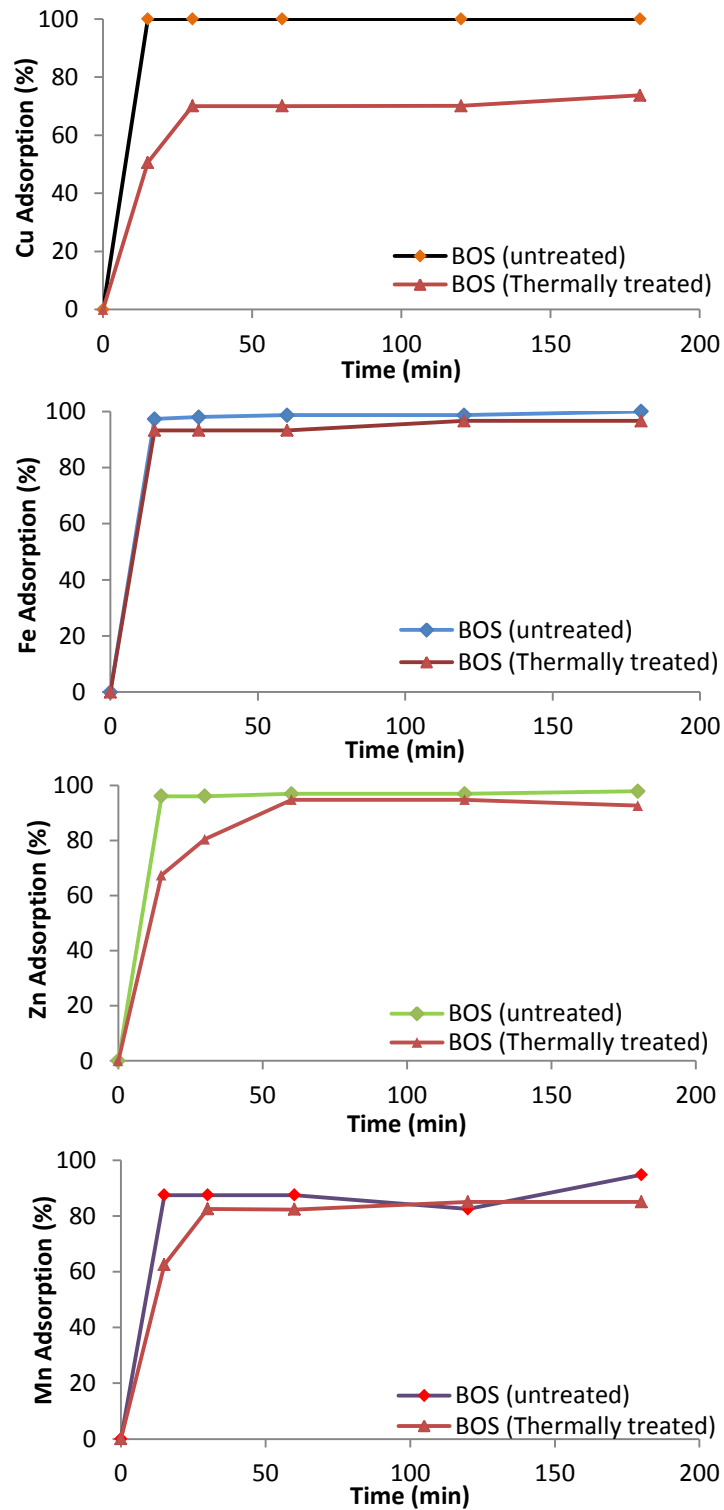 Cu Adsorption (%)
100
80
60
40
20
0
BOS (untreated)
BOS (Thermally treated)
0
50
100
150
200
Time (min)
Fe Adsorption (%)
100
80
60
40
20
0
BOS (untreated)
BOS (Thermally treated)
0
50
100
150
200
Time (min)
Zn Adsorption (%)
100
80
60
40
20
0
BOS (untreated)
BOS (Thermally treated)
0
50
100
150
200
Time (min)
Mn Adsorption (%)
100
80
60
40
20
0
BOS (untreated)
BOS (Thermally treated)
0
50
100
150
200
Time (min)